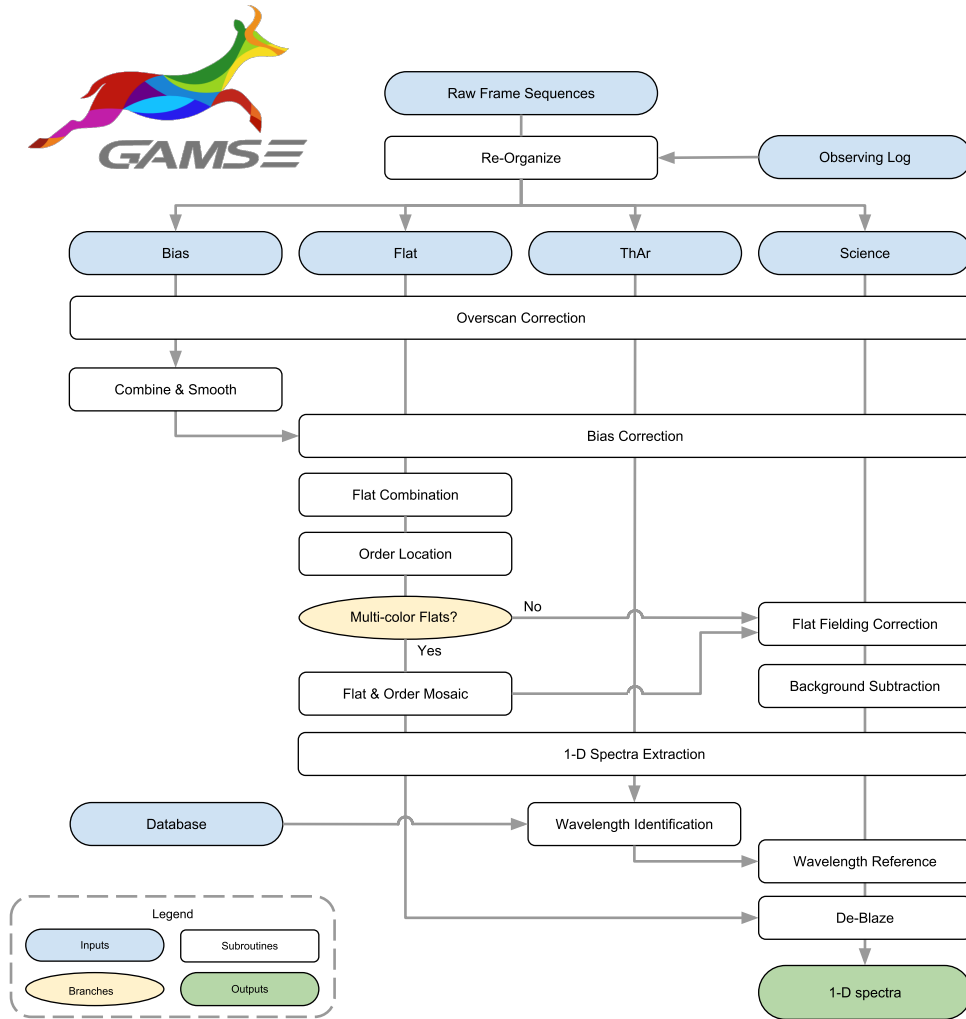 GAMSE
Raw Frame Sequences
Re-Organize
Observing Log
Bias
Flat
ThAr
Science
Overscan Correction
Combine & Smooth
Bias Correction
Flat Combination
Order Location
Multi-color Flats?
No
Flat Fielding Correction
Yes
Flat & Order Mosaic
Background Subtraction
1-D Spectra Extraction
Database
Wavelength Identification
Wavelength Reference
De-Blaze
1-D spectra
Legend
Inputs
Subroutines
Branches
Outputs